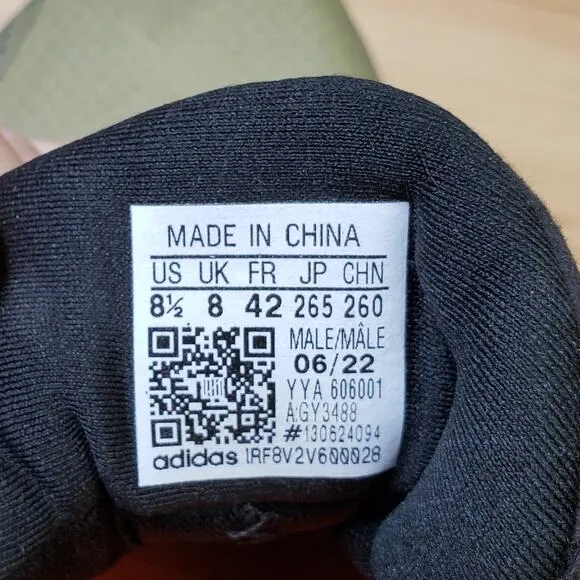 MADE IN CHINA
US UK FR JP CHN
8½ 8 42 265 260
MALE/MÂLE
06/22
YYA 606001
A:GY3488
#130624094
adidas 1RF8V2V600028